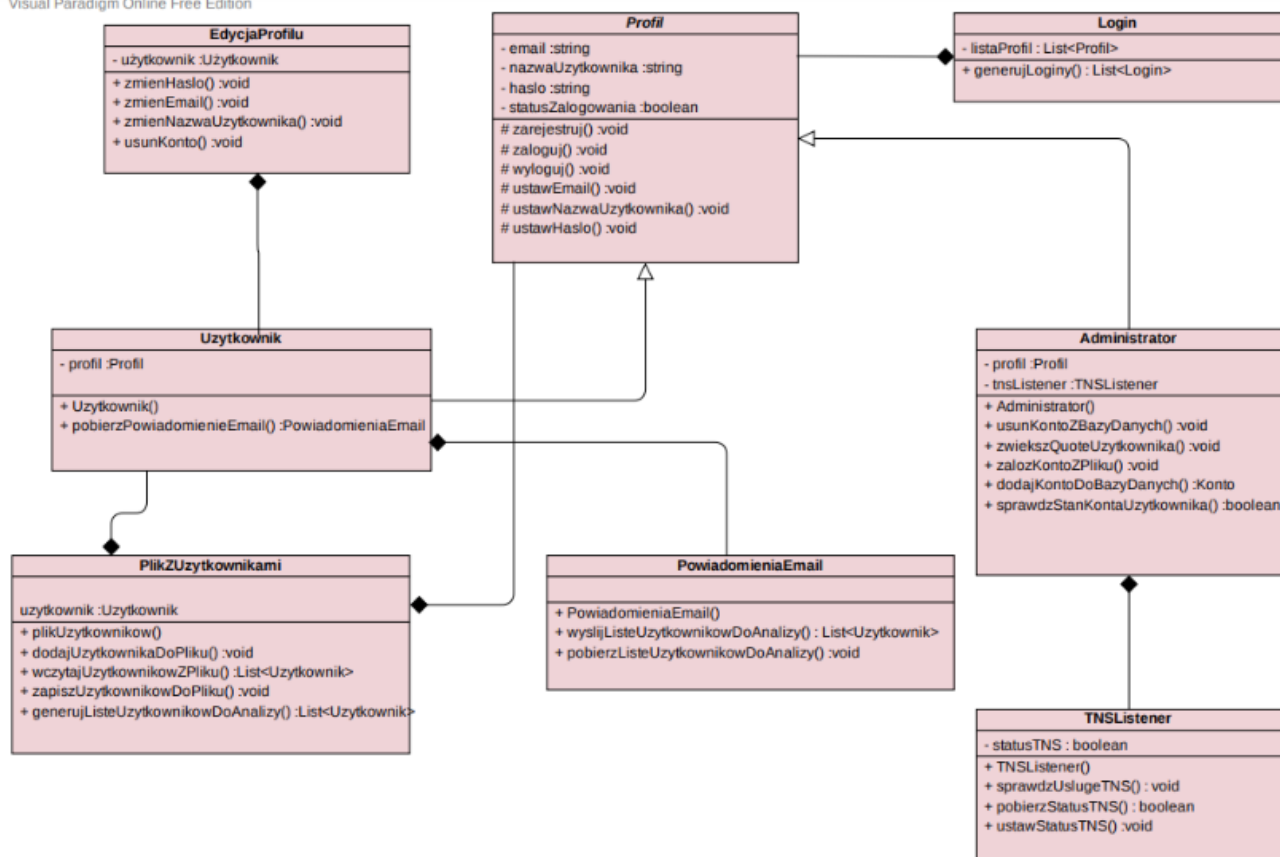 Visual Paradigm Online Free Edition
EdycjaProfilu
- użytkownik :Użytkownik
+ zmienHaslo() :void
+ zmienEmail() :void
+ zmienNazwaUzytkownika() :void
+ usunKonto() :void
Profil
- email :string
- nazwaUzytkownika :string
- haslo :string
- statusZalogowania :boolean
# zarejestruj() :void
# zaloguj() :void
# wyloguj() :void
# ustawEmail() :void
# ustawNazwaUzytkownika() :void
# ustawHaslo() :void
Login
- listaProfil : List<Profil>
+ generujLoginy() : List<Login>
Uzytkownik
- profil :Profil
+ Uzytkownik()
+ pobierzPowiadomienieEmail() :PowiadomieniaEmail
Administrator
- profil :Profil
- tnsListener :TNSListener
+ Administrator()
+ usunKontoZBazyDanych() :void
+ zwiekszQuoteUzytkownika() :void
+ zalozKontoZPliku() :void
+ dodajKontoDoBazyDanych() :Konto
+ sprawdzStanKontaUzytkownika() :boolean
PlikZUzytkownikami
uzytkownik :Uzytkownik
+ plikUzytkownikow()
+ dodajUzytkownikaDoPliku() :void
+ wczytajUzytkownikowZPliku() :List<Uzytkownik>
+ zapiszUzytkownikowDoPliku() :void
+ generujListeUzytkownikowDoAnalizy() :List<Uzytkownik>
PowiadomieniaEmail
+ PowiadomieniaEmail()
+ wyslijListeUzytkownikowDoAnalizy() : List<Uzytkownik>
+ pobierzListeUzytkownikowDoAnalizy() :void
TNSListener
- statusTNS : boolean
+ TNSListener()
+ sprawdzUslugeTNS() : void
+ pobierzStatusTNS() : boolean
+ ustawStatusTNS() :void